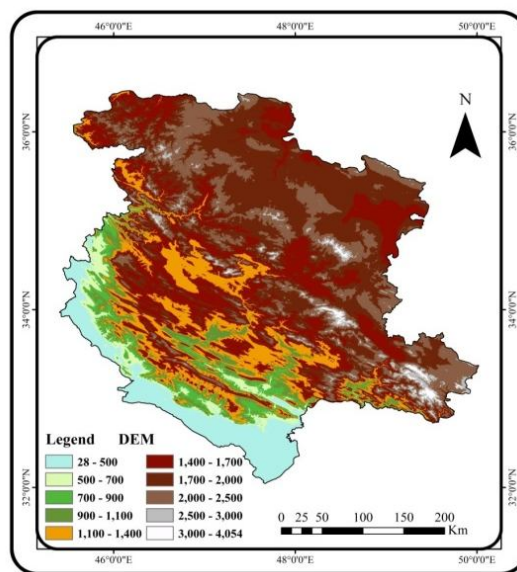 46°0'0"E 48°0'0"E 50°0'0"E
36°0'0"N 36°0'0"N
N
34°0'0"N 34°0'0"N
32°0'0"N 32°0'0"N
Legend DEM
28 - 500 1,400 - 1,700
500 - 700 1,700 - 2,000
700 - 900 2,000 - 2,500
900 - 1,100 2,500 - 3,000
1,100 - 1,400 3,000 - 4,054
0 25 50 100 150 200
Km
46°0'0"E 48°0'0"E 50°0'0"E